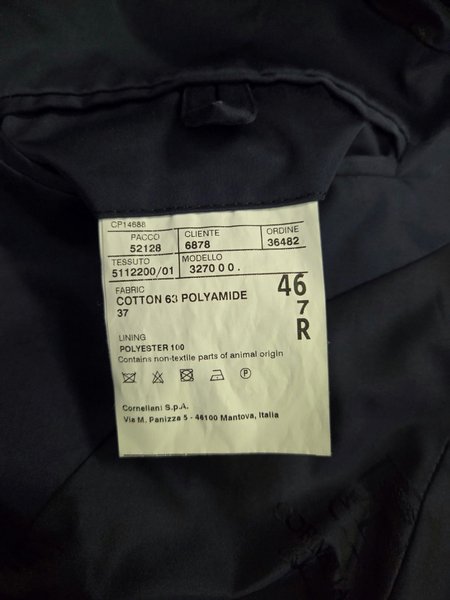 CP14688
PACCO CLIENTE ORDINE
52128 6878 36482
TESSUTO MODELLO
5112200/01 3270 0 0 .
FABRIC
COTTON 63 POLYAMIDE
37
46
7
R
LINING
POLYESTER 100
Contains non-textile parts of animal origin
P
Corneliani S.p.A.
Via M. Panizza 5 - 46100 Mantova, Italia